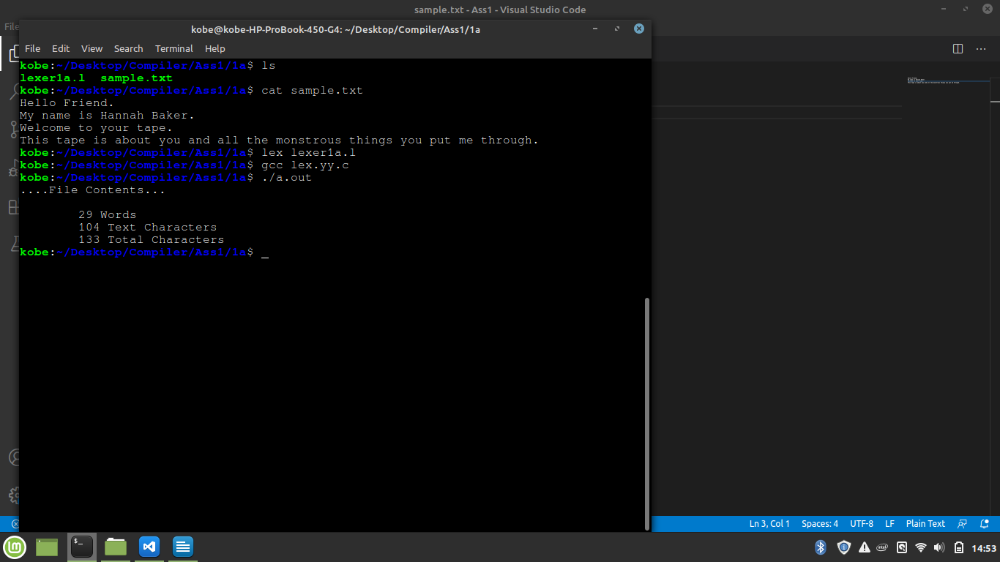 sample.txt - Ass1 - Visual Studio Code
File
kobe@kobe-HP-ProBook-450-G4: ~/Desktop/Compiler/Ass1/1a
File Edit View Search Terminal Help
kobe:~/Desktop/Compiler/Ass1/1a$ ls
lexer1a.l sample.txt
kobe:~/Desktop/Compiler/Ass1/1a$ cat sample.txt
Hello Friend.
My name is Hannah Baker.
Welcome to your tape.
This tape is about you and all the monstrous things you put me through.
kobe:~/Desktop/Compiler/Ass1/1a$ lex lexer1a.l
kobe:~/Desktop/Compiler/Ass1/1a$ gcc lex.yy.c
kobe:~/Desktop/Compiler/Ass1/1a$ ./a.out
....File Contents...
29 Words
104 Text Characters
133 Total Characters
kobe:~/Desktop/Compiler/Ass1/1a$ _
Ln 3, Col 1 Spaces: 4 UTF-8 LF Plain Text
14:53